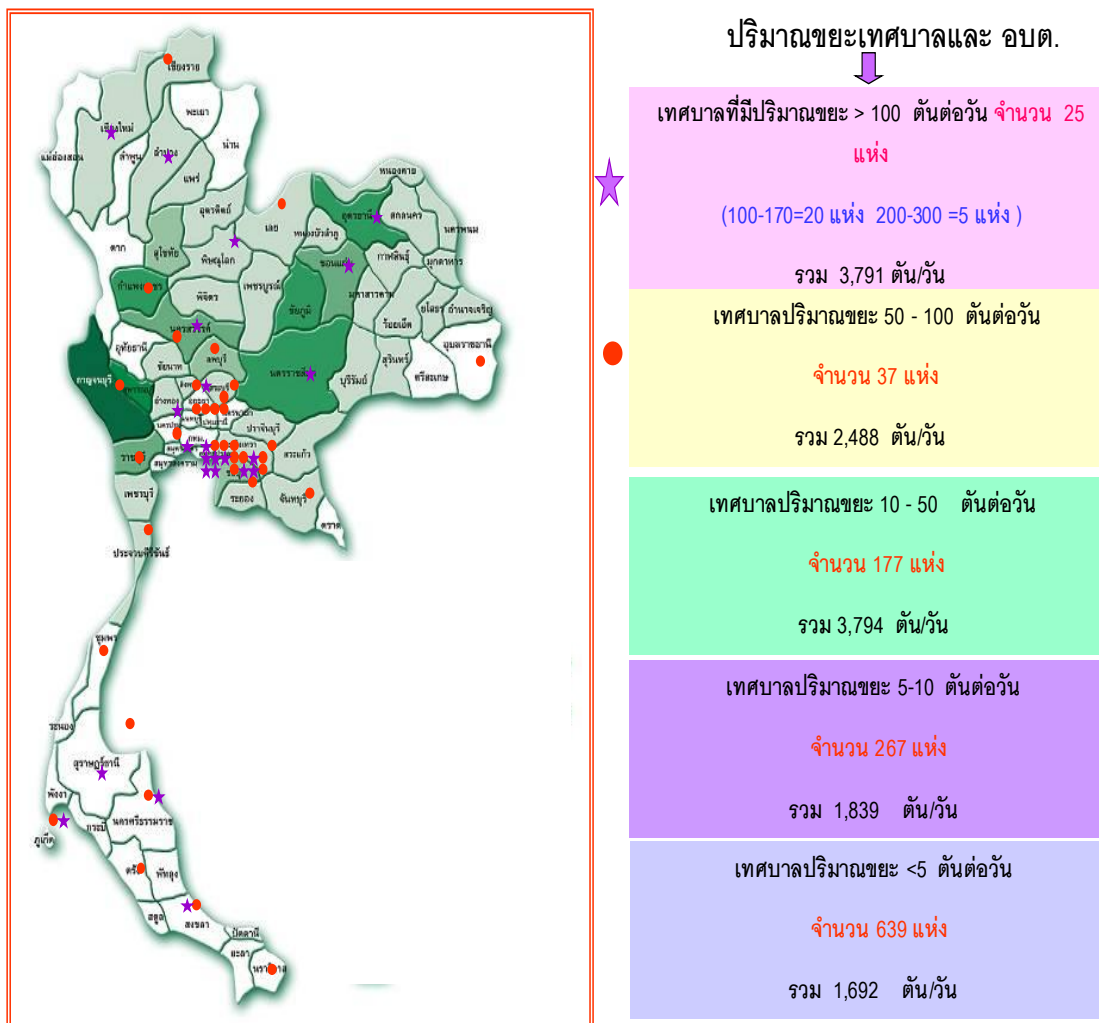 ปริมาณขยะเทศบาลและ อบต.
เทศบาลที่มีปริมาณขยะ > 100 ตันต่อวัน จำนวน 25
แห่ง
(100-170=20 แห่ง 200-300 =5 แห่ง )
รวม 3,791 ตัน/วัน
เทศบาลปริมาณขยะ 50 - 100 ตันต่อวัน
จำนวน 37 แห่ง
รวม 2,488 ตัน/วัน
เทศบาลปริมาณขยะ 10 - 50 ตันต่อวัน
จำนวน 177 แห่ง
รวม 3,794 ตัน/วัน
เทศบาลปริมาณขยะ 5-10 ตันต่อวัน
จำนวน 267 แห่ง
รวม 1,839 ตัน/วัน
เทศบาลปริมาณขยะ <5 ตันต่อวัน
จำนวน 639 แห่ง
รวม 1,692 ตัน/วัน
เชียงราย
พะเยา
เชียงใหม่
น่าน
แม่ฮ่องสอน
ลำพูน
ลำปาง
แพร่
อุตรดิตถ์
หนองคาย
เลย
อุดรธานี
สกลนคร
นครพนม
หนองบัวลำภู
ตาก
สุโขทัย
พิษณุโลก
ขอนแก่น
กาฬสินธุ์
มุกดาหาร
เพชรบูรณ์
มหาสารคาม
พิจิตร
ชัยภูมิ
ยโสธร
อำนาจเจริญ
ร้อยเอ็ด
อุบลราชธานี
นครสวรรค์
อุทัยธานี
ลพบุรี
สุรินทร์
ศรีสะเกษ
ชัยนาท
บุรีรัมย์
กาญจนบุรี
อ่างทอง
ปราจีนบุรี
สระแก้ว
สมุทรสงคราม
เพชรบุรี
ระยอง
จันทบุรี
ตราด
ประจวบคีรีขันธ์
ชุมพร
ระนอง
สุราษฎร์ธานี
พังงา
กระบี่
นครศรีธรรมราช
ภูเก็ต
พัทลุง
สตูล
สงขลา
ปัตตานี
ยะลา